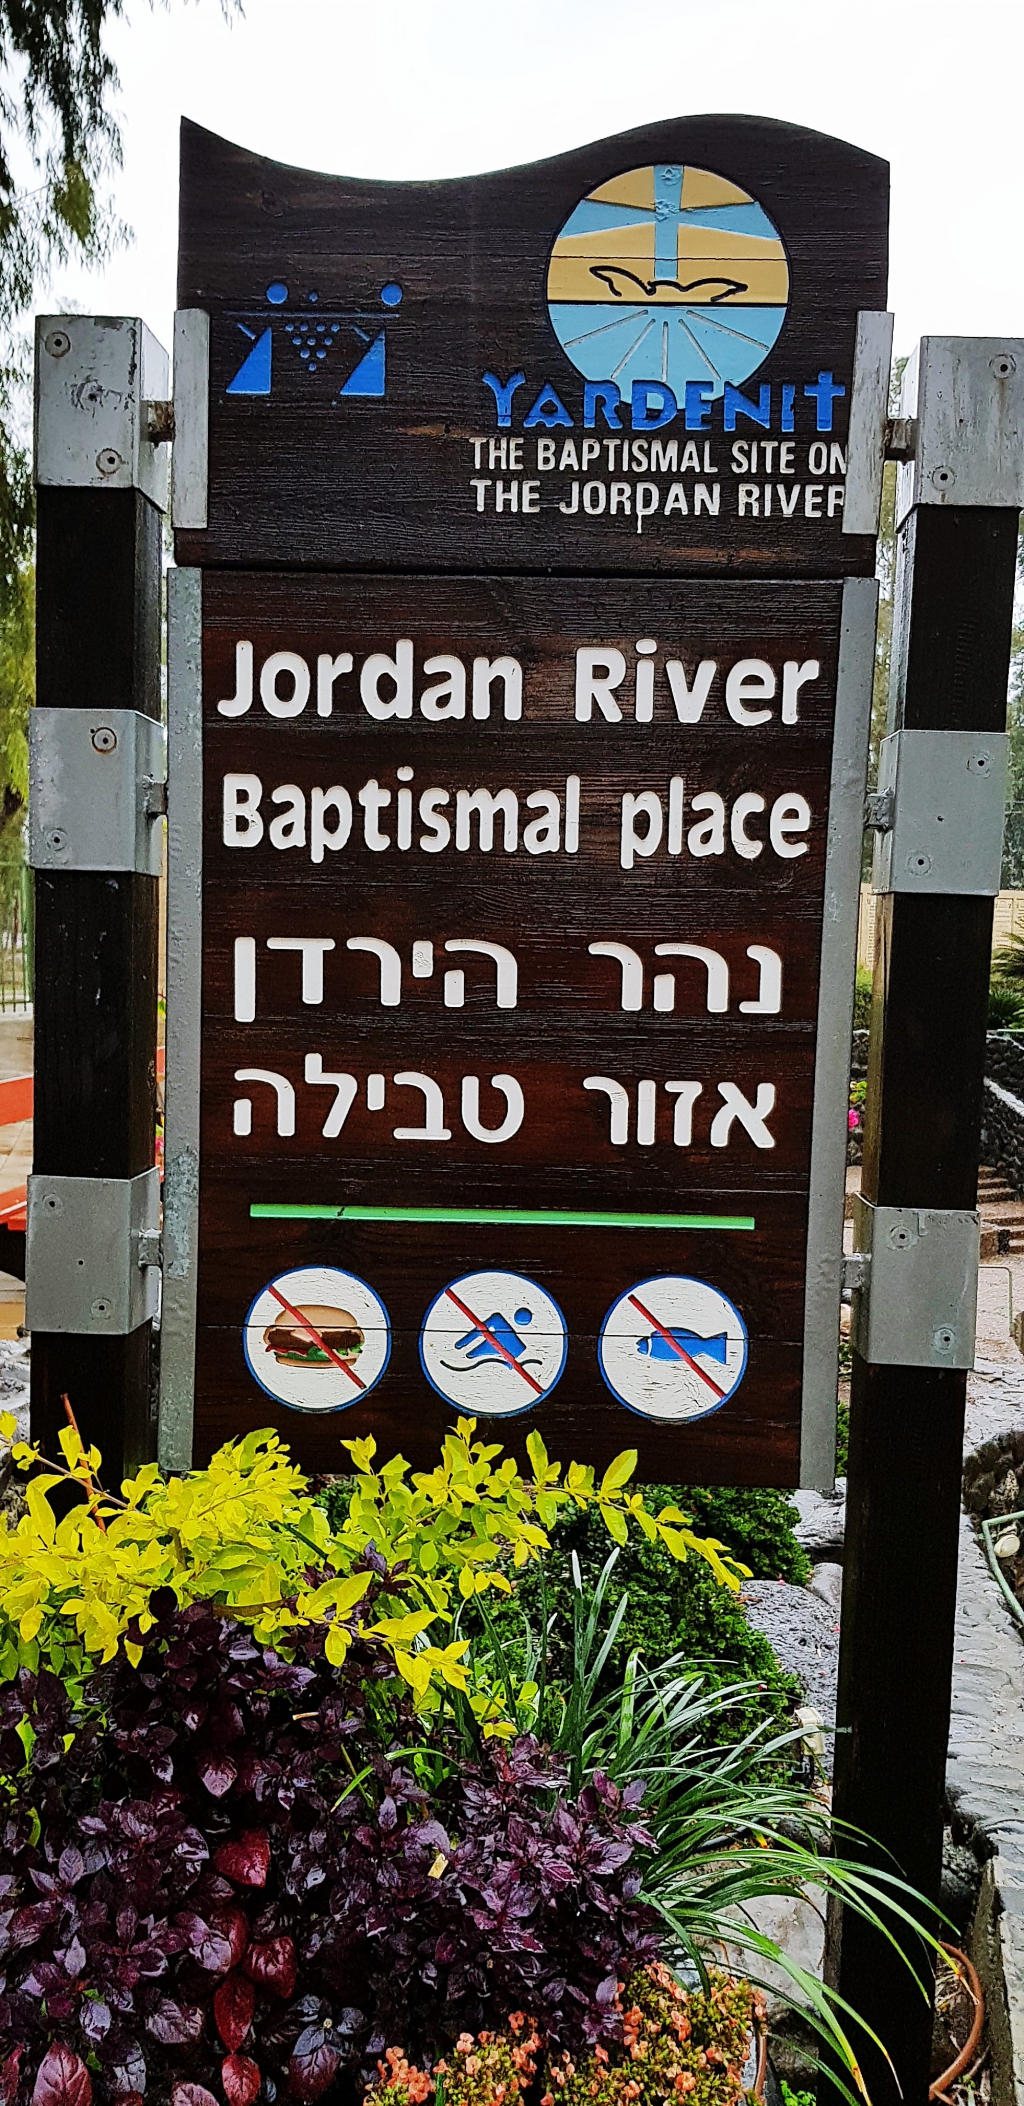 YARDENIT
THE BAPTISMAL SITE ON
THE JORDAN RIVER
Jordan River
Baptismal place
נהר הירדן
אזור טבילה